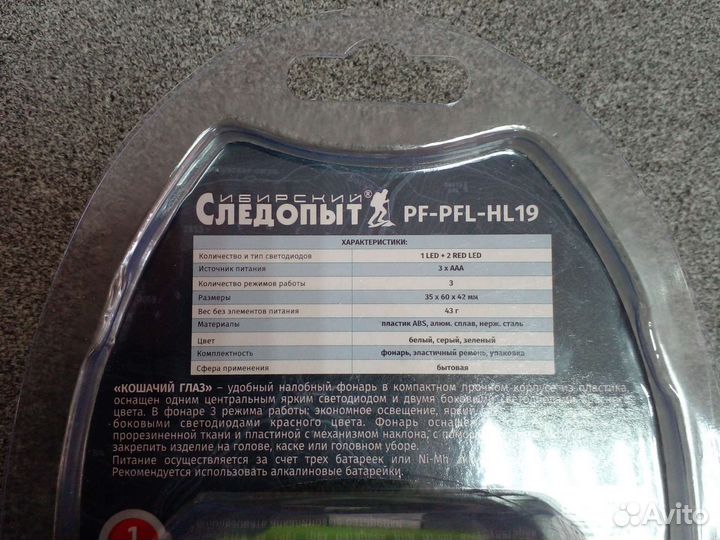 СИБИРСКИЙ
СЛЕДОПЫТ® PF-PFL-HL19
ХАРАКТЕРИСТИКИ:
Количество и тип светодиодов 1 LED + 2 RED LED
Источник питания 3 x AAA
Количество режимов работы 3
Размеры 35 x 60 x 42 мм
Вес без элементов питания 43 г
Материалы пластик ABS, алюм. сплав, нерж. сталь
Цвет белый, серый, зеленый
Комплектность фонарь, эластичный ремень, упаковка
Сфера применения бытовая
«КОШАЧИЙ ГЛАЗ» – удобный налобный фонарь в компактном прочном корпусе из пластика,
оснащен одним центральным ярким светодиодом и двумя боковыми светодиодами красного
цвета. В фонаре 3 режима работы: экономное освещение, яркий
боковыми светодиодами красного цвета. Фонарь
прорезиненной ткани и пластиной с механизмом наклона, с
закрепить изделие на голове, каске или головном уборе.
Питание осуществляется за счет трех батареек или Ni-Mh
Рекомендуется использовать алкалиновые батарейки.
1
Avito